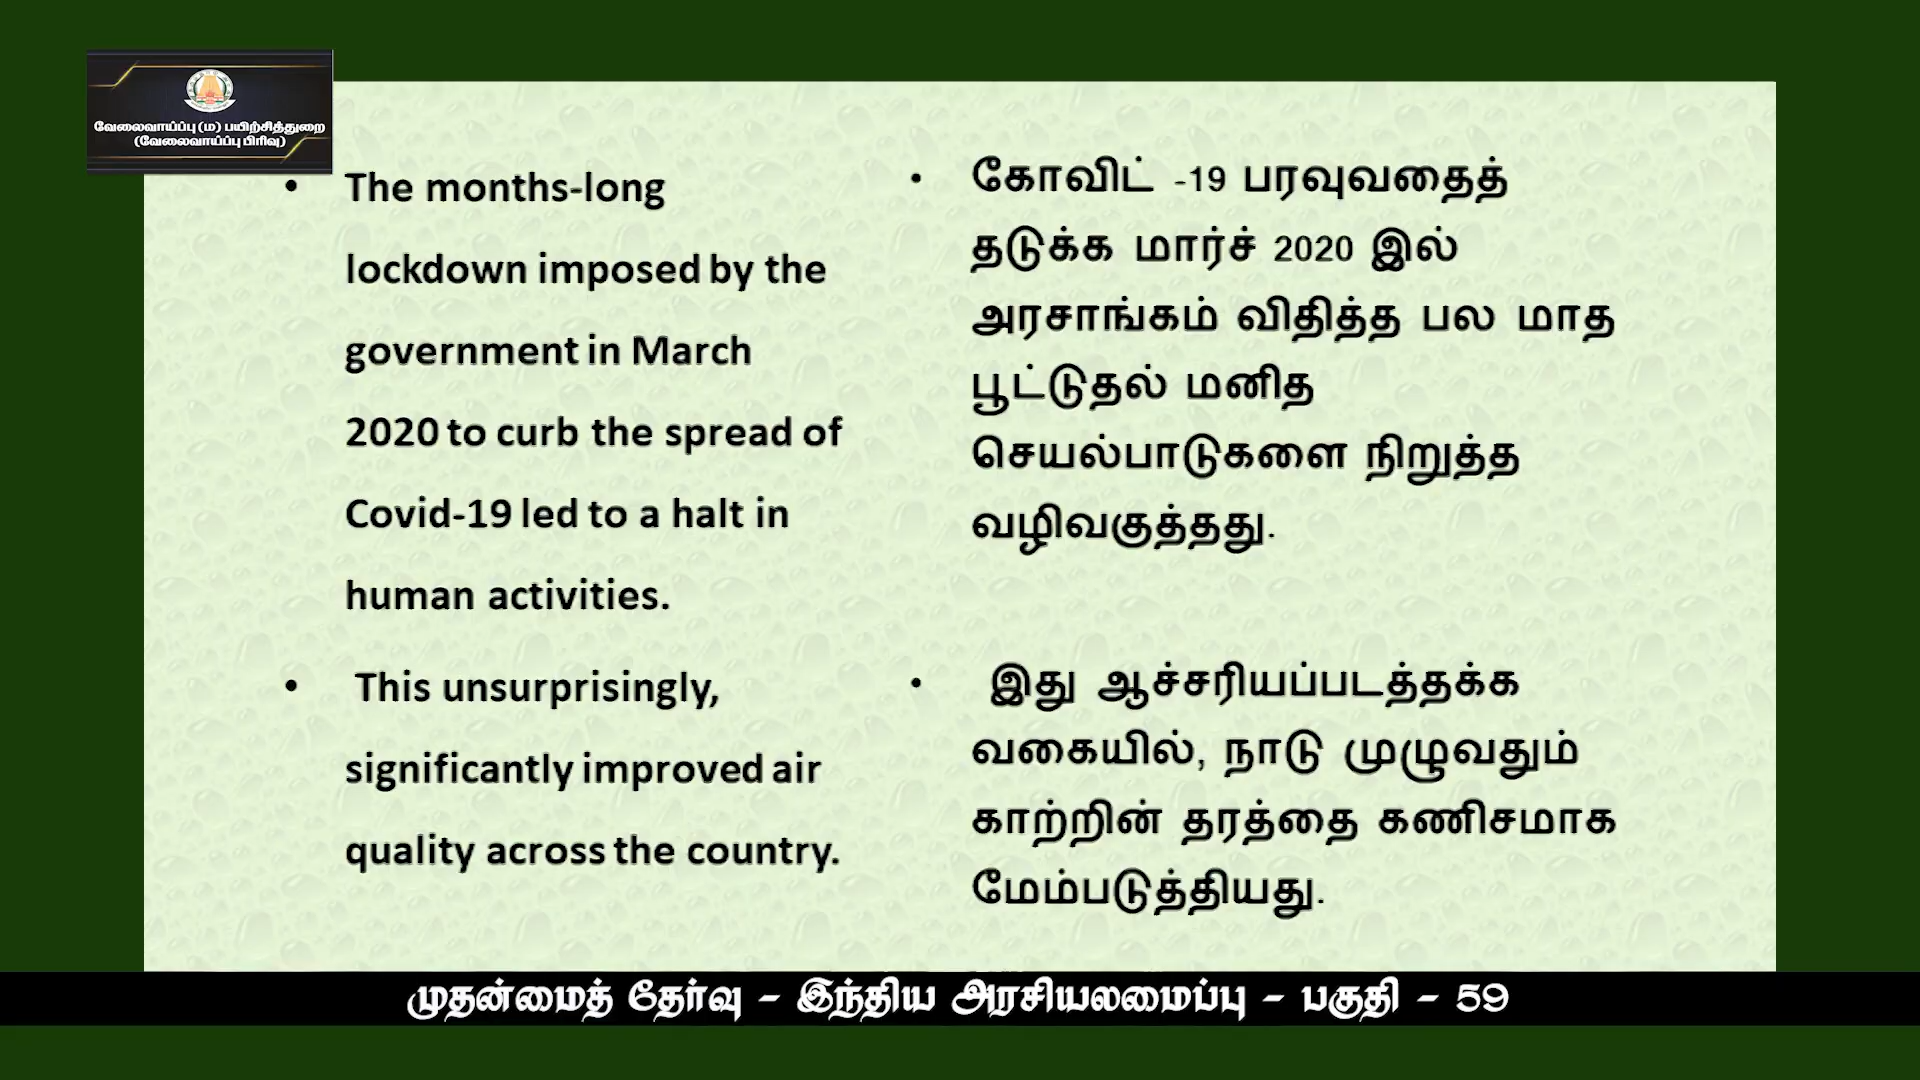 வேலைவாய்ப்பு (ம) பயிற்சித்துறை
(வேலைவாய்ப்பு பிரிவு)
• The months-long
lockdown imposed by the
government in March
2020 to curb the spread of
Covid-19 led to a halt in
human activities.
• This unsurprisingly,
significantly improved air
quality across the country.
• கோவிட் -19 பரவுவதைத்
தடுக்க மார்ச் 2020 இல்
அரசாங்கம் விதித்த பல மாத
பூட்டுதல் மனித
செயல்பாடுகளை நிறுத்த
வழிவகுத்தது.
• இது ஆச்சரியப்படத்தக்க
வகையில், நாடு முழுவதும்
காற்றின் தரத்தை கணிசமாக
மேம்படுத்தியது.
முதன்மைத் தேர்வு - இந்திய அரசியலமைப்பு - பகுதி - 59